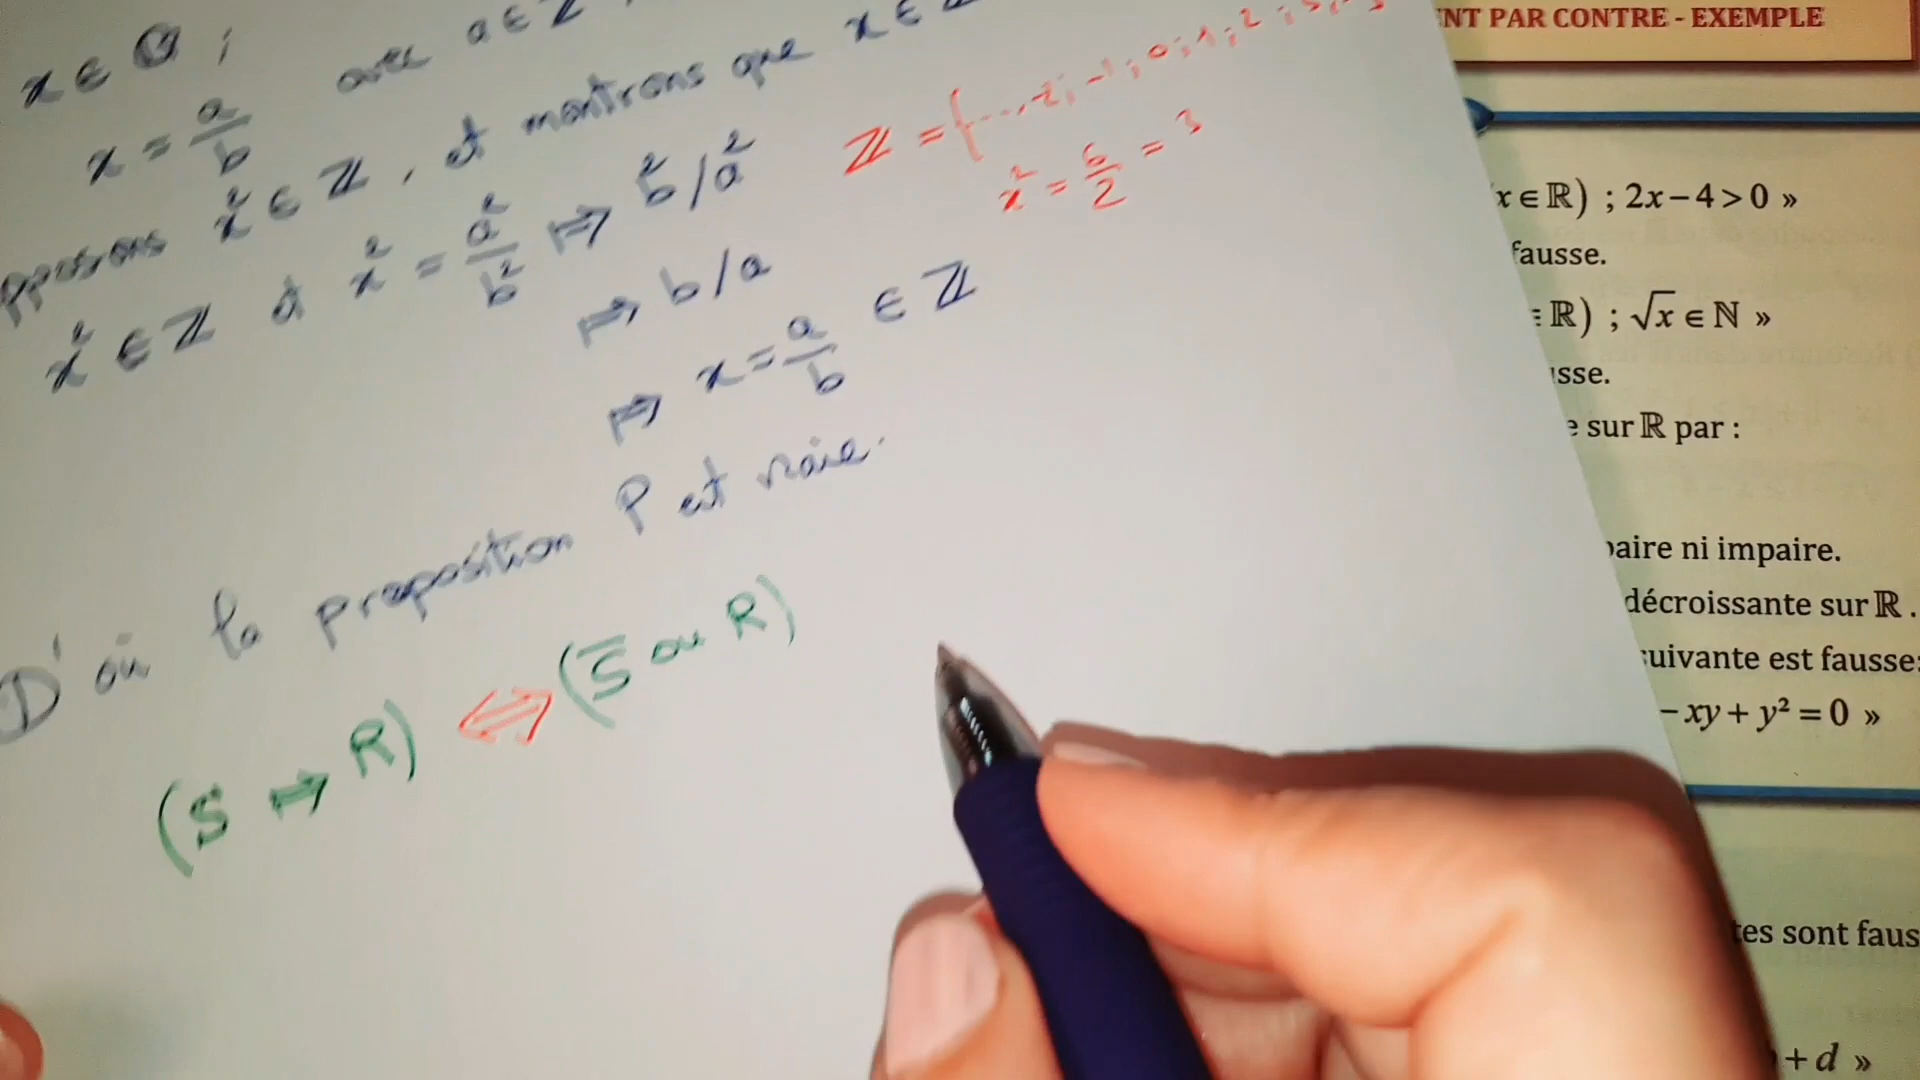 x ∈ Q ;
x = a/b avec a ∈ Z
x² ∈ Z, et montrons que x ∈
x² ∈ Z à x² = a²/b² ⇒ b²/a²
⇒ b/a
⇒ x = a/b ∈ Z
D'où la proposition P est vraie.
(S ⇒ R) ⇔ (S̅ ou R)
Z = {...,-2;-1;0;1;2;
x² = 6/2 = 3
NT PAR CONTRE - EXEMPLE
x ∈ ℝ) ; 2x − 4 > 0 »
fausse.
∈ ℝ) ; √x ∈ ℕ »
sse.
e sur ℝ par :
paire ni impaire.
décroissante sur ℝ.
suivante est fausse:
− xy + y² = 0 »
tes sont faus
+ d »